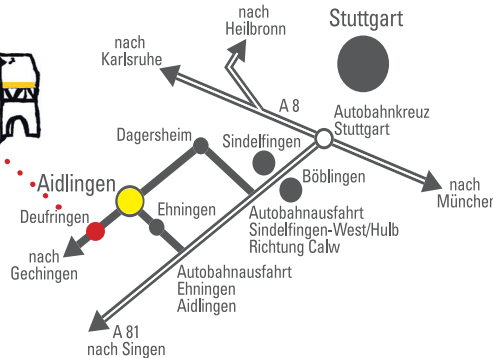 Stuttgart
nach
Heilbronn
nach
Karlsruhe
A 8
Autobahnkreuz
Stuttgart
Dagersheim
Sindelfingen
Böblingen
nach
München
Aidlingen
Deufringen
Ehningen
Autobahnausfahrt
Sindelfingen-West/Hulb
Richtung Calw
nach
Gechingen
Autobahnausfahrt
Ehningen
Aidlingen
A 81
nach Singen